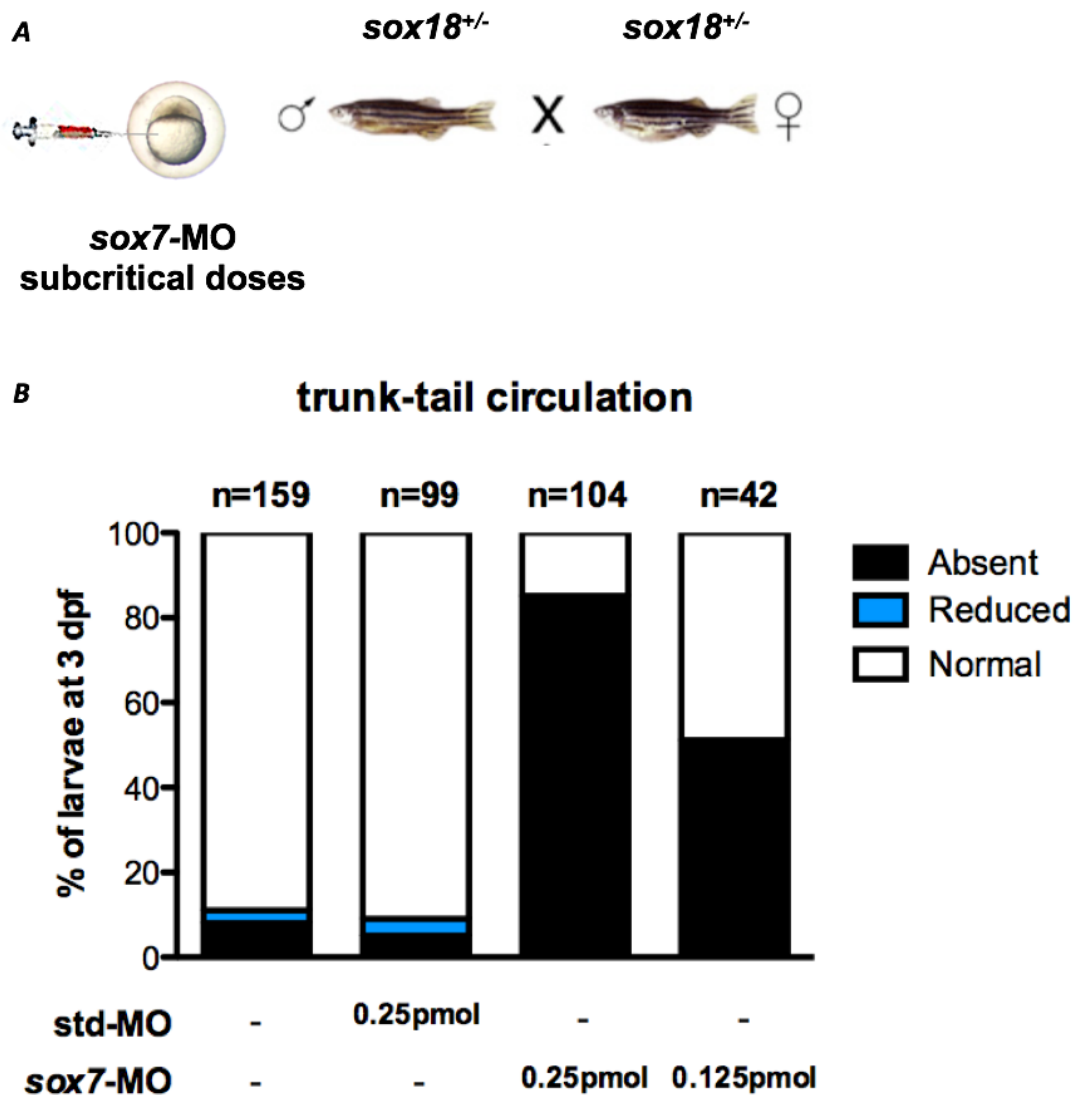 A
sox18+/- sox18+/-
♂ X ♀
sox7-MO
subcritical doses
B
trunk-tail circulation
n=159 n=99 n=104 n=42
100
80
60
40
20
0
% of larvae at 3 dpf
Absent
Reduced
Normal
std-MO - 0.25pmol - -
sox7-MO - - 0.25pmol 0.125pmol